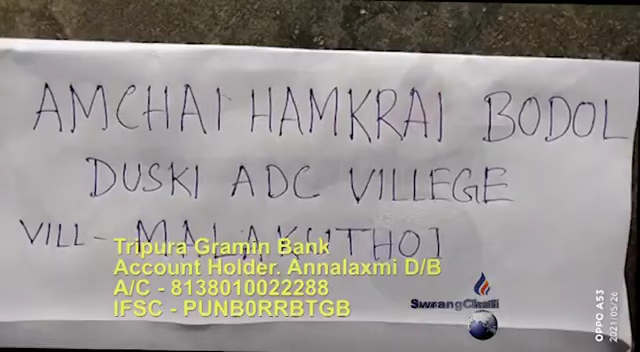 AMCHAI HAMKRAI BODOL
DUSKI ADC VILLEGE
VILL - MALAKUTHOI
Tripura Gramin Bank
Account Holder. Annalaxmi D/B
A/C - 8138010022288
IFSC - PUNB0RRBTGB
SwrangChati
OPPO A53
2021/05/26